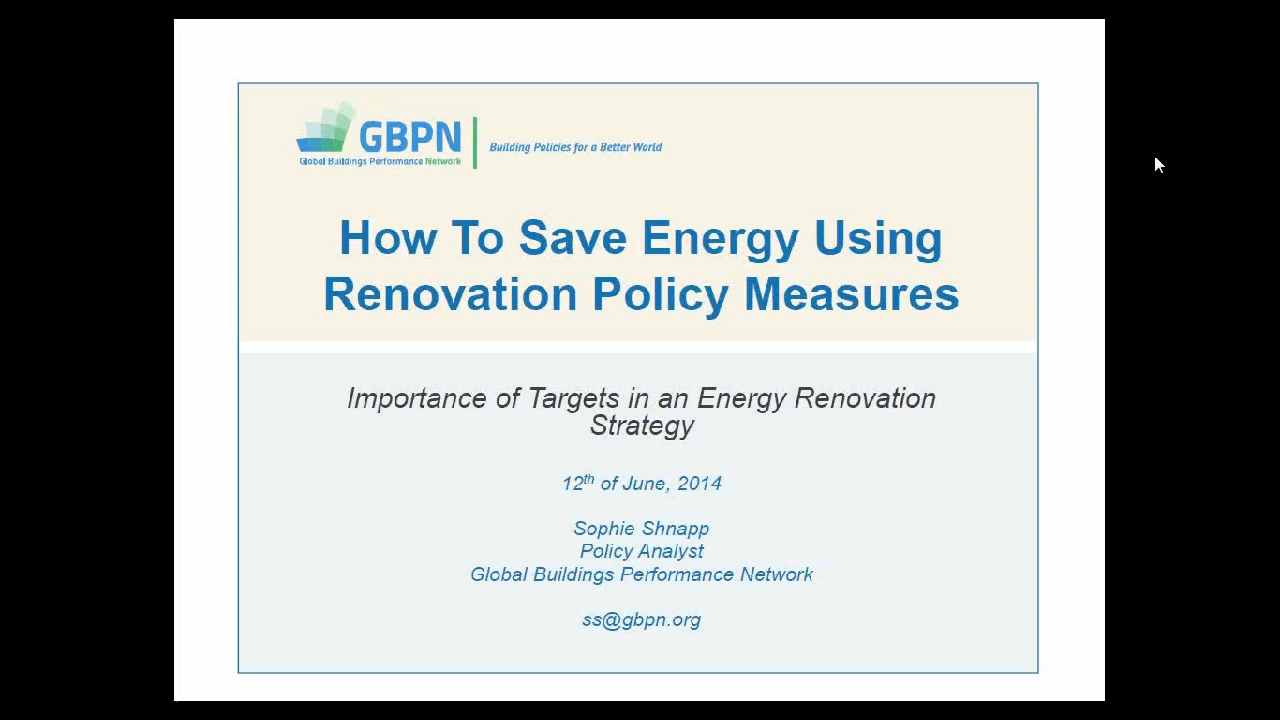 GBPN
Global Buildings Performance Network
Building Policies for a Better World
How To Save Energy Using
Renovation Policy Measures
Importance of Targets in an Energy Renovation
Strategy
12th of June, 2014
Sophie Shnapp
Policy Analyst
Global Buildings Performance Network
ss@gbpn.org